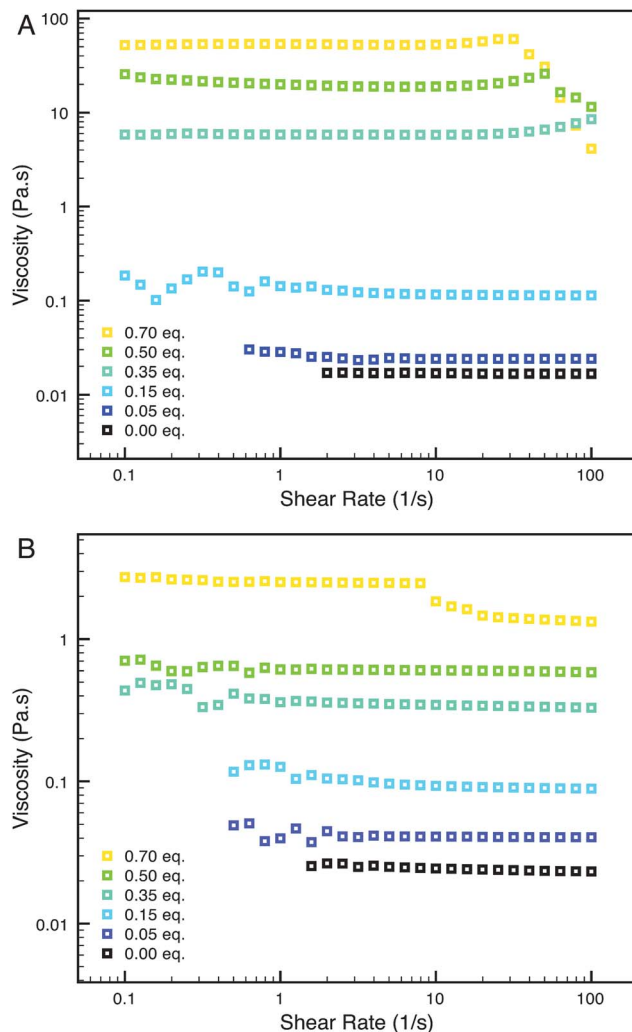 A
100
10
1
0.1
0.01
Viscosity (Pa.s)
0.70 eq.
0.50 eq.
0.35 eq.
0.15 eq.
0.05 eq.
0.00 eq.
0.1 1 10 100
Shear Rate (1/s)
B
1
0.1
0.01
Viscosity (Pa.s)
0.70 eq.
0.50 eq.
0.35 eq.
0.15 eq.
0.05 eq.
0.00 eq.
0.1 1 10 100
Shear Rate (1/s)